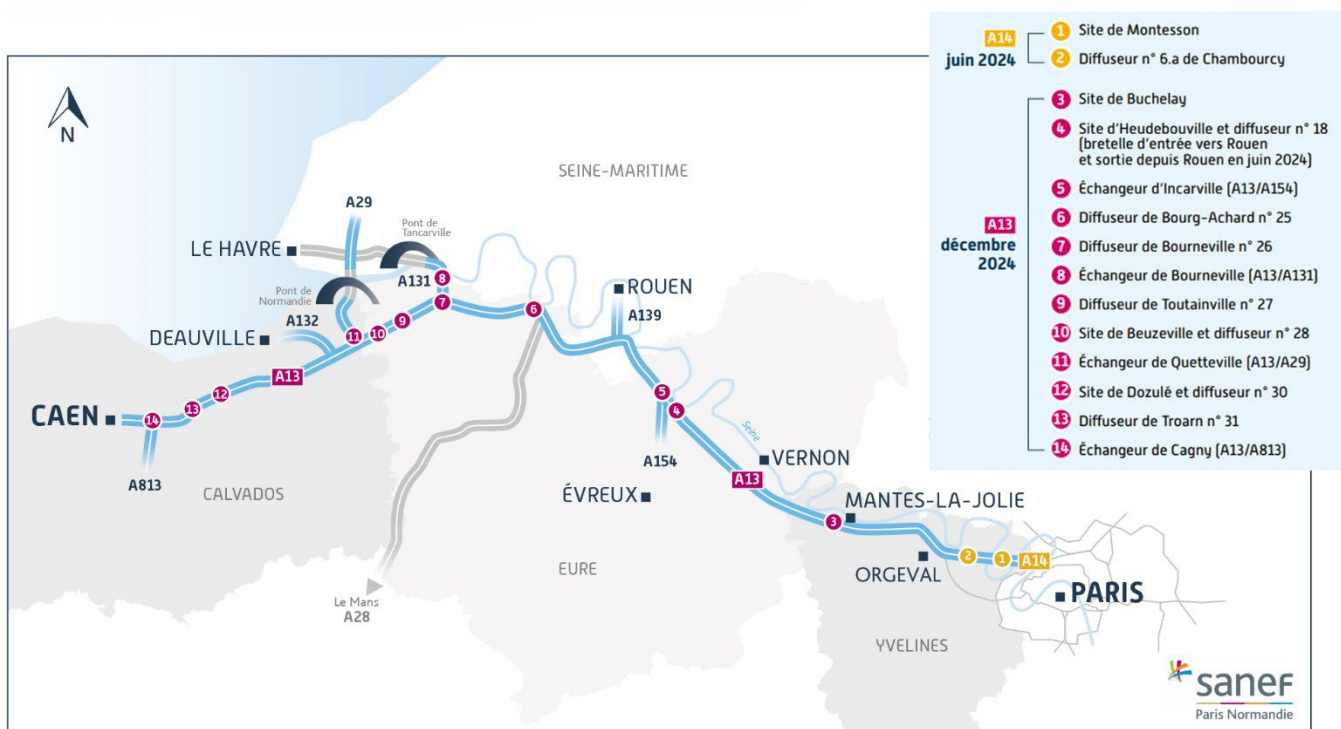 A14
juin 2024
1 Site de Montesson
2 Diffuseur n° 6.a de Chambourcy
A13
décembre
2024
3 Site de Buchelay
4 Site d'Heudebouville et diffuseur n° 18
(bretelle d'entrée vers Rouen
et sortie depuis Rouen en juin 2024)
5 Échangeur d'Incarville (A13/A154)
6 Diffuseur de Bourg-Achard n° 25
7 Diffuseur de Bourneville n° 26
8 Échangeur de Bourneville (A13/A131)
9 Diffuseur de Toutainville n° 27
10 Site de Beuzeville et diffuseur n° 28
11 Échangeur de Quetteville (A13/A29)
12 Site de Dozulé et diffuseur n° 30
13 Diffuseur de Troarn n° 31
14 Échangeur de Cagny (A13/A813)
N
SEINE-MARITIME
A29
Pont de
Tancarville
LE HAVRE
8
A131
Pont de
Normandie
ROUEN
7
6
A139
A132
9
10
11
DEAUVILLE
A13
5
4
12
13
CAEN
14
Seine
A154
VERNON
A813
A13
CALVADOS
ÉVREUX
MANTES-LA-JOLIE
3
2
1
A14
ORGEVAL
EURE
PARIS
Le Mans
A28
YVELINES
sanef
Paris Normandie